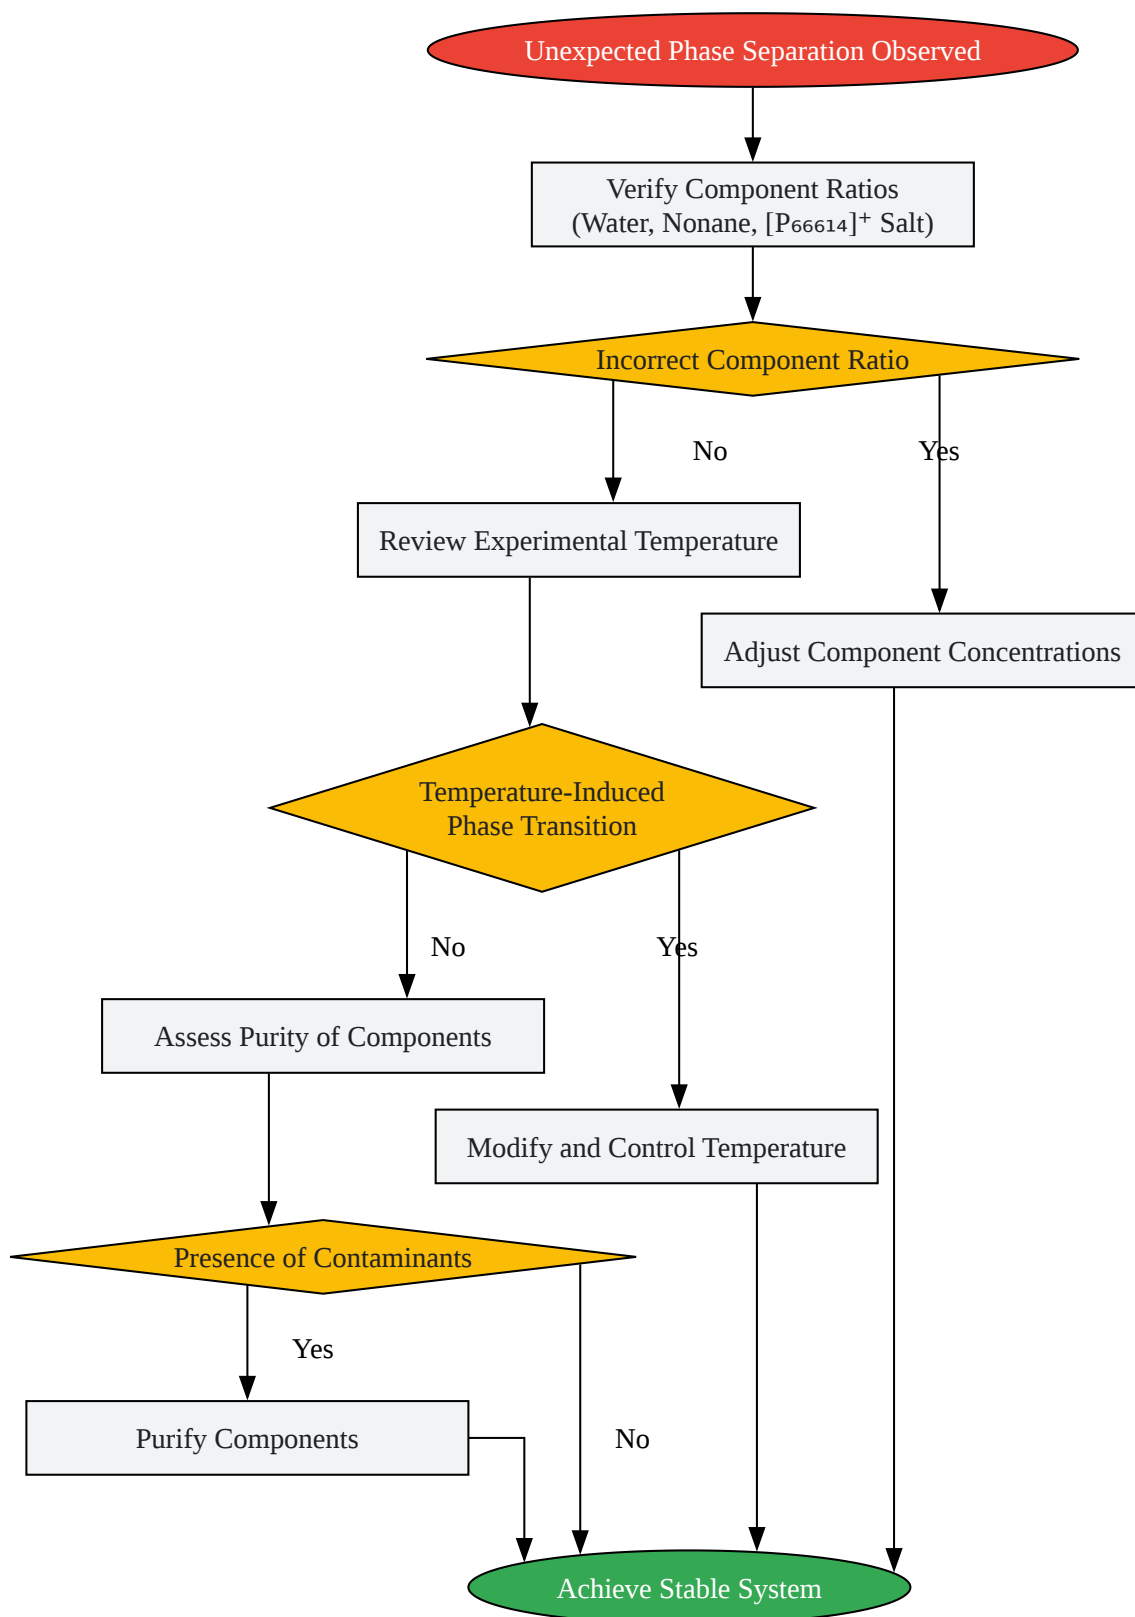 Unexpected Phase Separation Observed
Verify Component Ratios
(Water, Nonane, [P₆₆₆₁₄]⁺ Salt)
Incorrect Component Ratio
No
Yes
Review Experimental Temperature
Adjust Component Concentrations
Temperature-Induced
Phase Transition
No
Yes
Assess Purity of Components
Modify and Control Temperature
Presence of Contaminants
Yes
No
Purify Components
Achieve Stable System